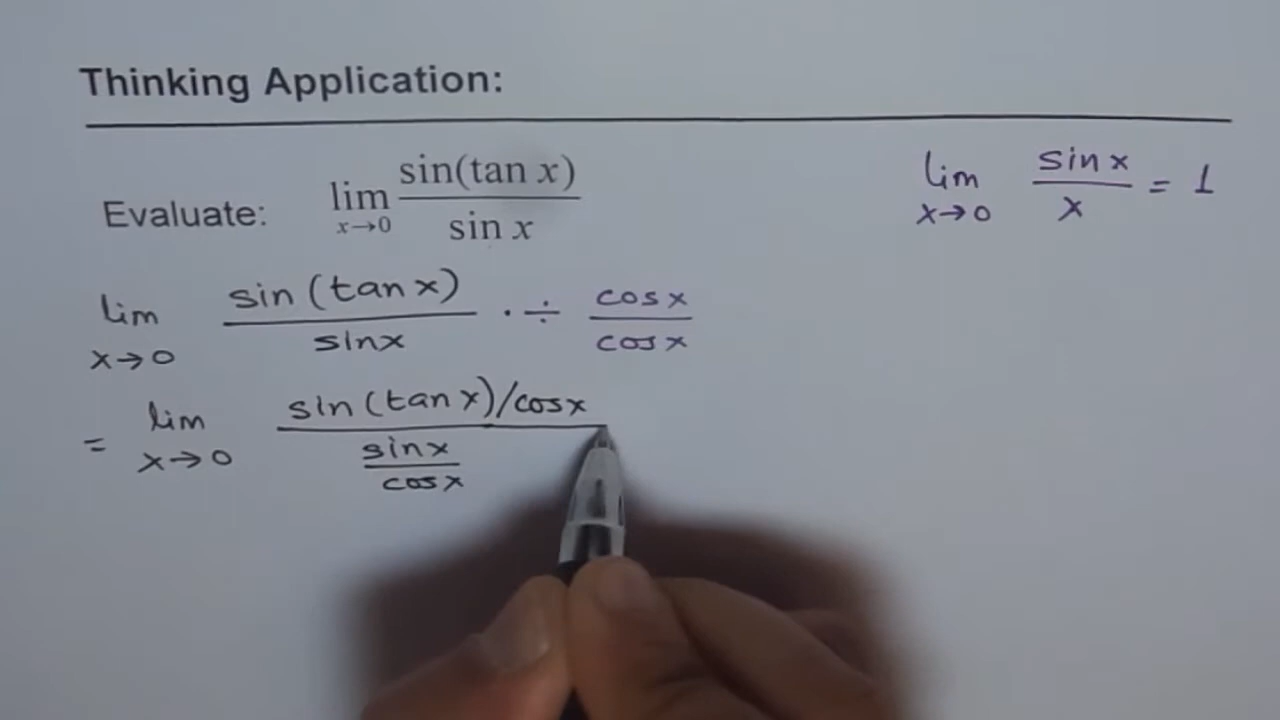 Thinking Application:
Evaluate: lim x→0 sin(tan x) / sin x
lim x→0 sin x / x = 1
lim x→0 sin (tan x) / sin x · ÷ cos x / cos x
= lim x→0 sin (tan x)/cos x / sin x / cos x